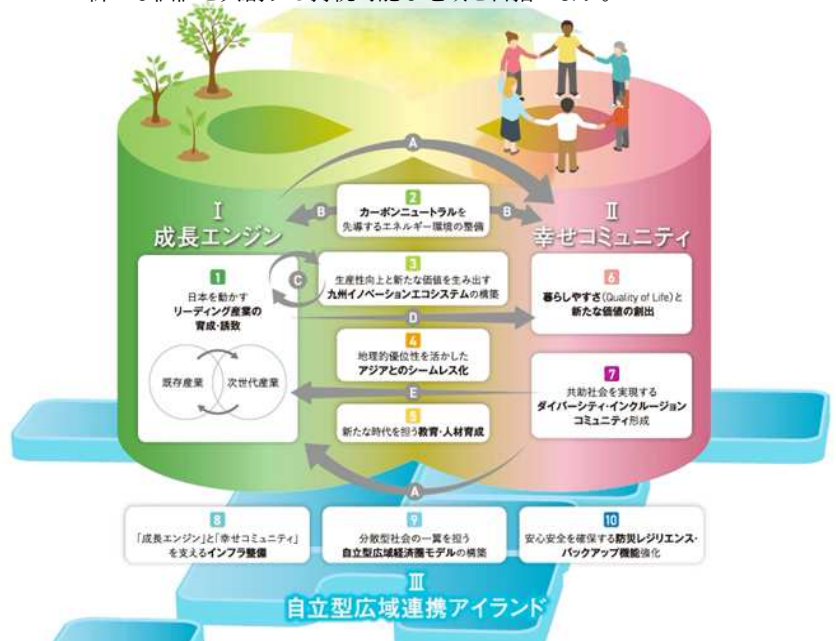 A
I
成長エンジン
II
幸せコミュニティ
B
2
カーボンニュートラルを
先導するエネルギー環境の整備
B
1
日本を動かす
リーディング産業の
育成・誘致
既存産業
次世代産業
C
3
生産性向上と新たな価値を生み出す
九州イノベーションエコシステムの構築
D
4
地理的優位性を活かした
アジアとのシームレス化
E
5
新たな時代を担う教育・人材育成
6
暮らしやすさ(Quality of Life)と
新たな価値の創出
7
共助社会を実現する
ダイバーシティ・インクルージョン
コミュニティ形成
A
8
「成長エンジン」と「幸せコミュニティ」
を支えるインフラ整備
9
分散型社会の一翼を担う
自立型広域経済圏モデルの構築
10
安心安全を確保する防災レジリエンス・
バックアップ機能強化
III
自立型広域連携アイランド